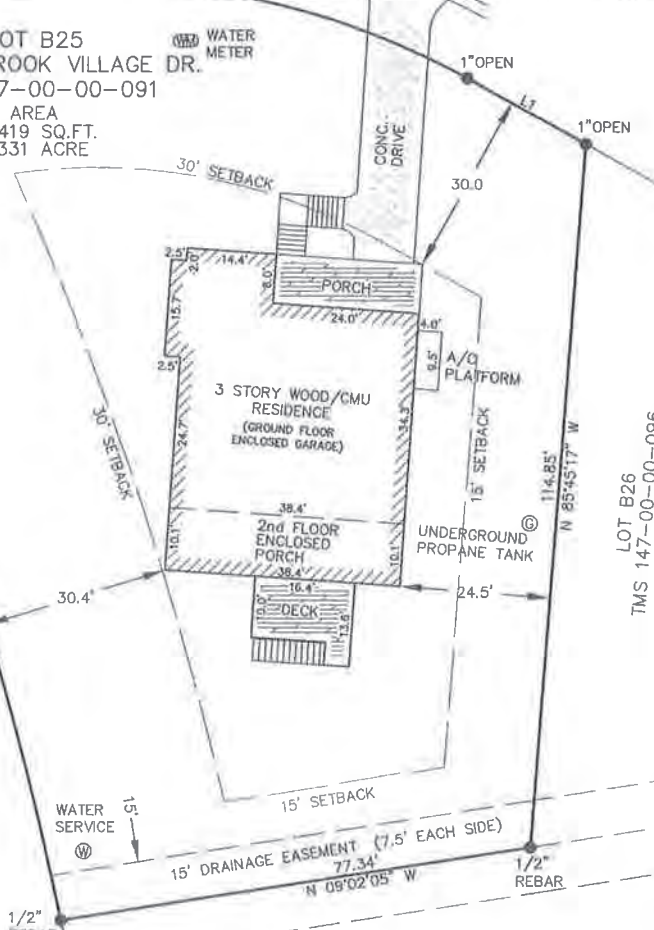 OT B25
ROOK VILLAGE DR.
7-00-00-091
AREA
419 SQ.FT.
331 ACRE
WM
WATER
METER
1"OPEN
L1
1"OPEN
CONC.
DRIVE
30' SETBACK
30.0
2.5'
2.0'
14.4'
PORCH
24.0'
4.0'
9.5'
A/C
PLATFORM
15.7'
2.5'
3 STORY WOOD/CMU
RESIDENCE
(GROUND FLOOR
ENCLOSED GARAGE)
34.3'
24.7'
30' SETBACK
15' SETBACK
114.85'
N 85°45'17" W
LOT B26
TMS 147-00-00-096
38.4'
2nd FLOOR
ENCLOSED
PORCH
10.1'
10.1'
38.4'
UNDERGROUND
PROPANE TANK
G
16.4'
DECK
10.0'
13.6'
30.4'
24.5'
15' SETBACK
WATER
SERVICE
W
15'
15' DRAINAGE EASEMENT (7.5' EACH SIDE)
77.34'
N 09°02'05" W
1/2"
REBAR
1/2"